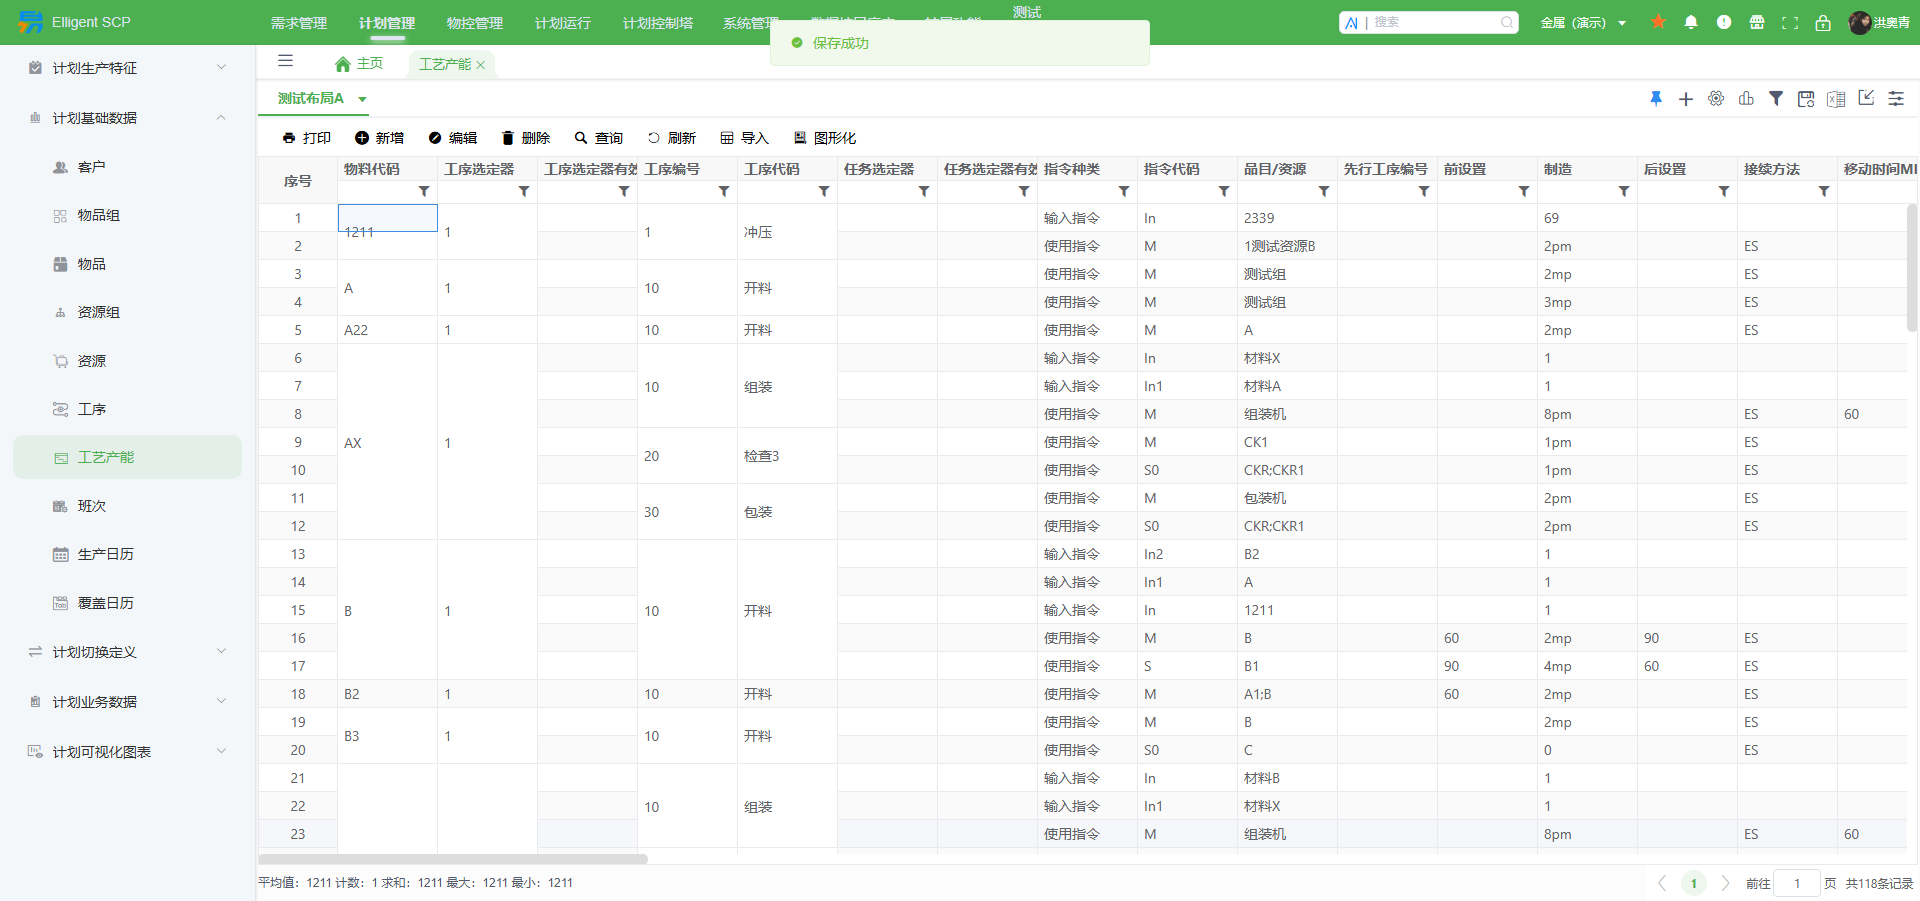 Elligent SCP
需求管理 计划管理 物控管理 计划运行 计划控制塔 系统管理 测试
AI | 搜索
金属（演示）
洪奥青
保存成功
主页 工艺产能
测试布局A
打印 新增 编辑 删除 查询 刷新 导入 图形化
计划生产特征
计划基础数据
客户
物品组
物品
资源组
资源
工序
工艺产能
班次
生产日历
覆盖日历
计划切换定义
计划业务数据
计划可视化图表
序号 物料代码 工序选定器 工序选定器有效 工序编号 工序代码 任务选定器 任务选定器有效 指令种类 指令代码 品目/资源 先行工序编号 前设置 制造 后设置 接续方法 移动时间MI
1 1211 1 1 冲压 输入指令 In 2339 69
2 使用指令 M 1测试资源B 2pm ES
3 A 1 10 开料 使用指令 M 测试组 2mp ES
4 使用指令 M 测试组 3mp ES
5 A22 1 10 开料 使用指令 M A 2mp ES
6 AX 1 10 组装 输入指令 In 材料X 1
7 输入指令 In1 材料A 1
8 使用指令 M 组装机 8pm ES 60
9 20 检查3 使用指令 M CK1 1pm ES
10 使用指令 S0 CKR;CKR1 1pm ES
11 30 包装 使用指令 M 包装机 2pm ES
12 使用指令 S0 CKR;CKR1 2pm ES
13 B 1 10 开料 输入指令 In2 B2 1
14 输入指令 In1 A 1
15 输入指令 In 1211 1
16 使用指令 M B 60 2mp 90 ES
17 使用指令 S B1 90 4mp 60 ES
18 B2 1 10 开料 使用指令 M A1;B 60 2mp ES
19 B3 1 10 开料 使用指令 M B 2mp ES
20 使用指令 S0 C 0 ES
21 10 组装 输入指令 In 材料B 1
22 输入指令 In1 材料X 1
23 使用指令 M 组装机 8pm ES 60
平均值：1211 计数：1 求和：1211 最大：1211 最小：1211
1 前往 1 页 共118条记录